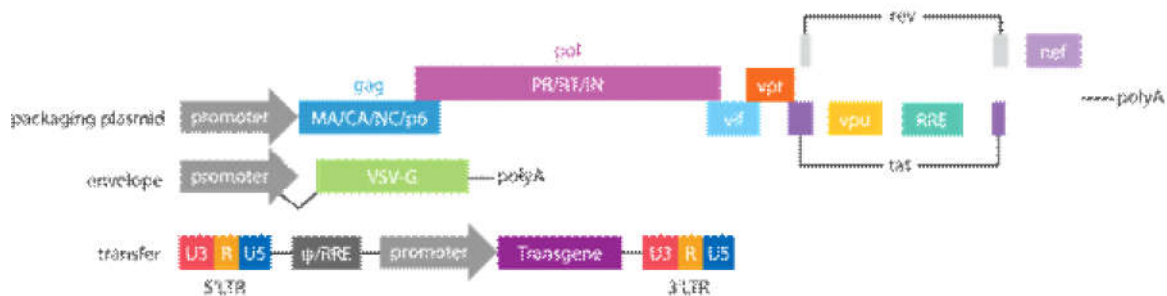 rev
pol
nef
gag
PR/RT/IN
vpr
polyA
packaging plasmid promoter MA/CA/NC/p6 vif vpu RRE
tat
envelope promoter VSV-G polyA
transfer U3 R U5 ψ/RRE promoter Transgene U3 R U5
5'LTR 3'LTR